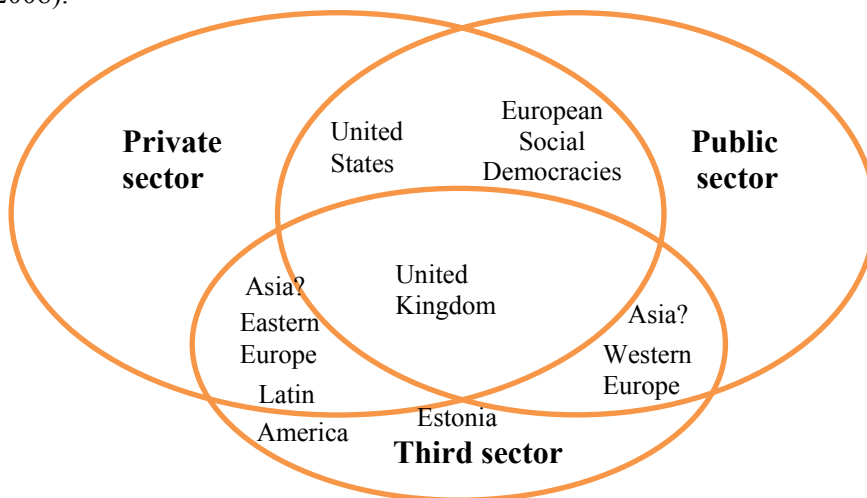 2008).
Private
sector
United
States
European
Social
Democracies
Public
sector
Asia?
Eastern
Europe
Latin
America
United
Kingdom
Asia?
Western
Europe
Estonia
Third sector